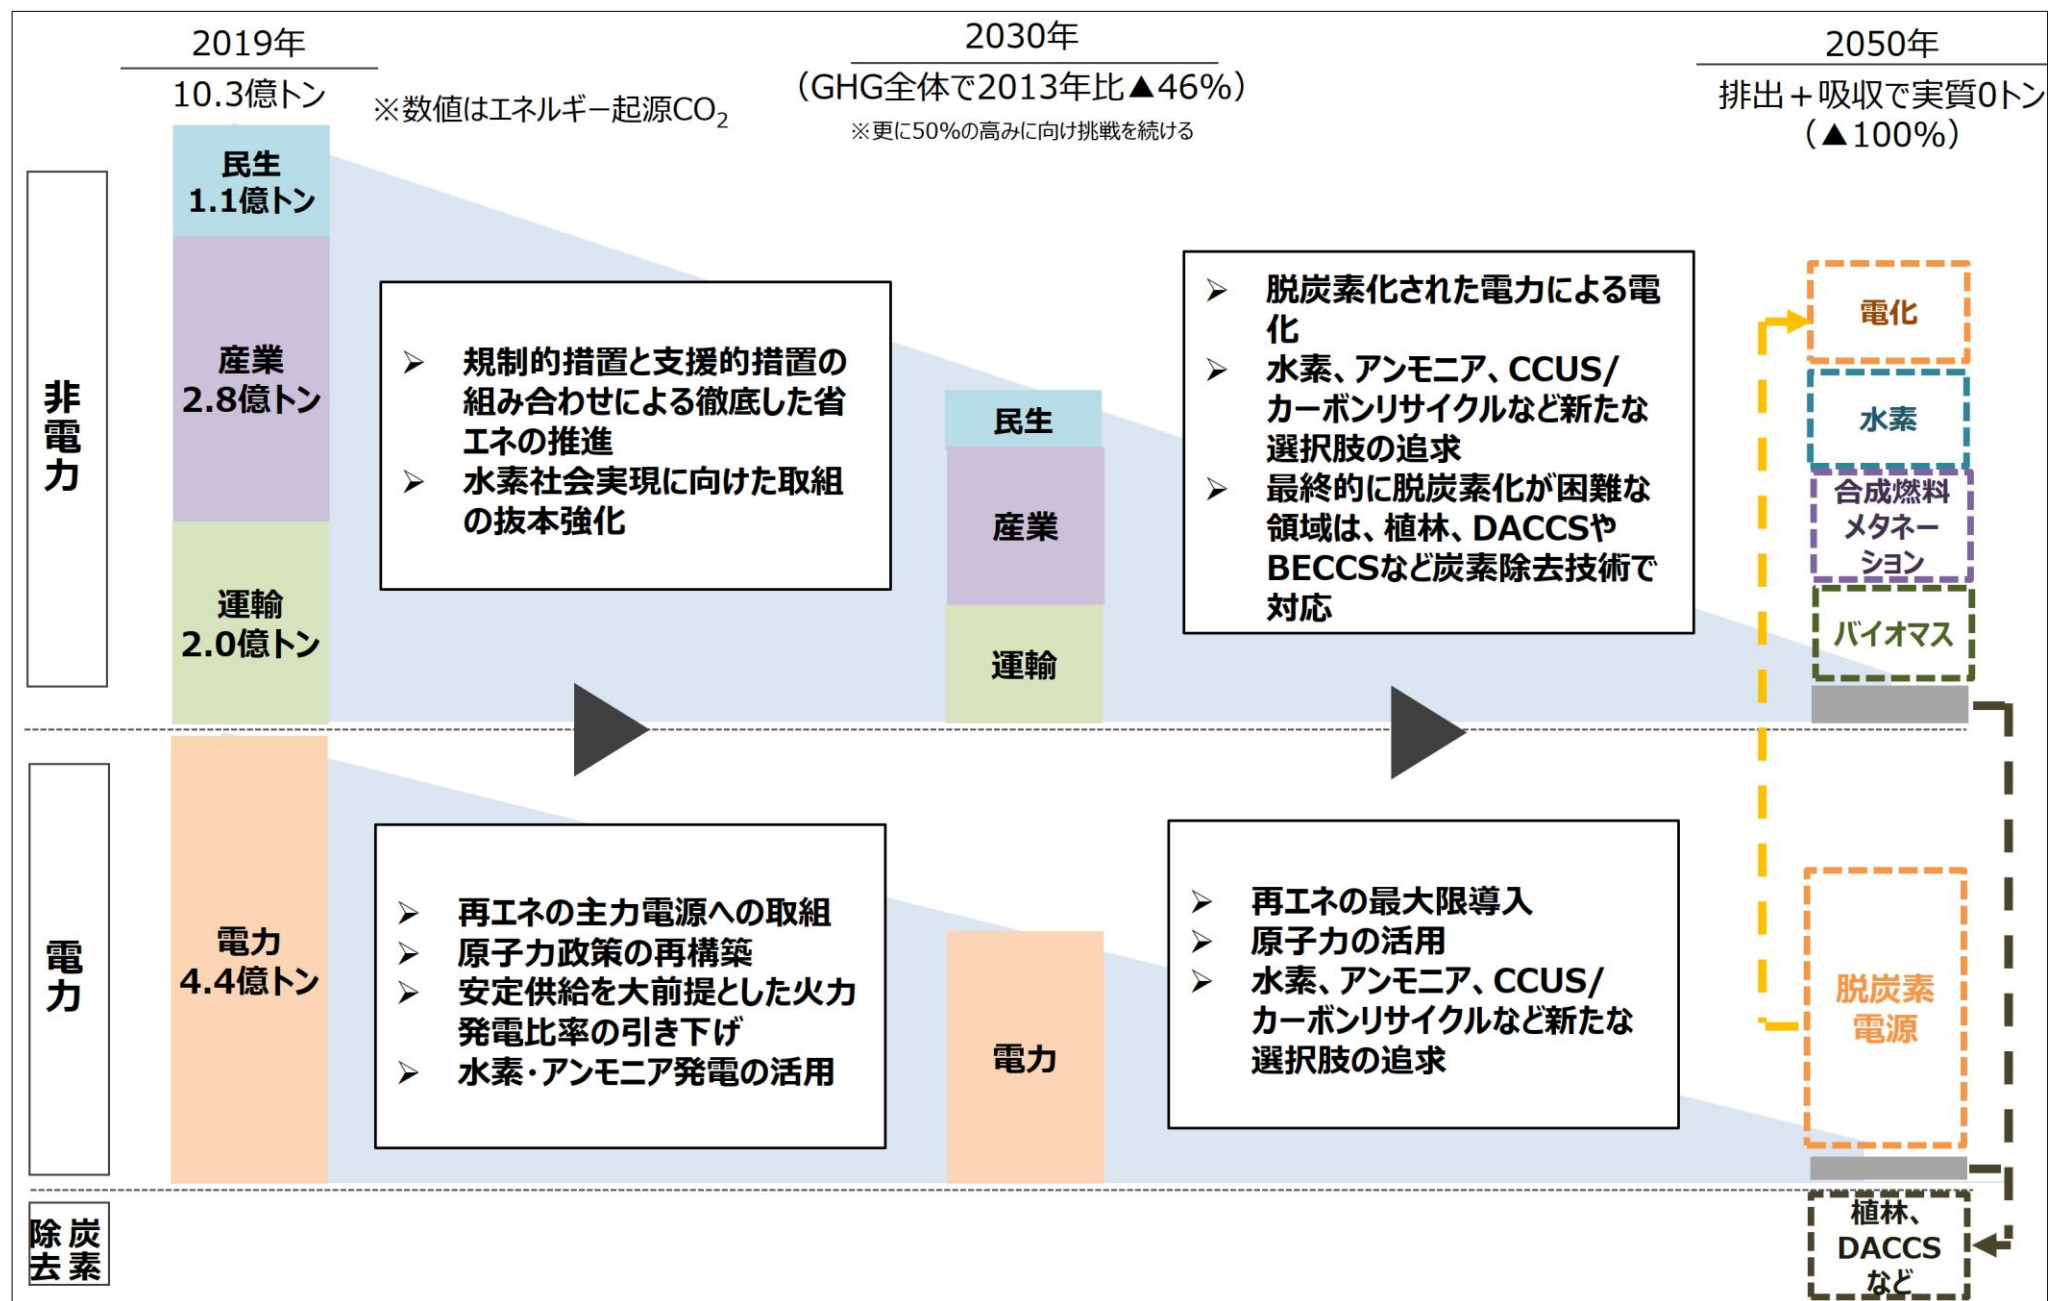 2019年
10.3億トン
※数値はエネルギー起源CO₂
2030年
（GHG全体で2013年比▲46%）
※更に50%の高みに向け挑戦を続ける
2050年
排出＋吸収で実質0トン
（▲100%）
非電力
民生
1.1億トン
産業
2.8億トン
運輸
2.0億トン
➢ 規制的措置と支援的措置の
組み合わせによる徹底した省
エネの推進
➢ 水素社会実現に向けた取組
の抜本強化
民生
産業
運輸
➢ 脱炭素化された電力による電
化
➢ 水素、アンモニア、CCUS/
カーボンリサイクルなど新たな
選択肢の追求
➢ 最終的に脱炭素化が困難な
領域は、植林、DACCSや
BECCSなど炭素除去技術で
対応
電化
水素
合成燃料
メタネー
ション
バイオマス
電力
電力
4.4億トン
➢ 再エネの主力電源への取組
➢ 原子力政策の再構築
➢ 安定供給を大前提とした火力
発電比率の引き下げ
➢ 水素・アンモニア発電の活用
電力
➢ 再エネの最大限導入
➢ 原子力の活用
➢ 水素、アンモニア、CCUS/
カーボンリサイクルなど新たな
選択肢の追求
脱炭素
電源
炭素
除去
植林、
DACCS
など